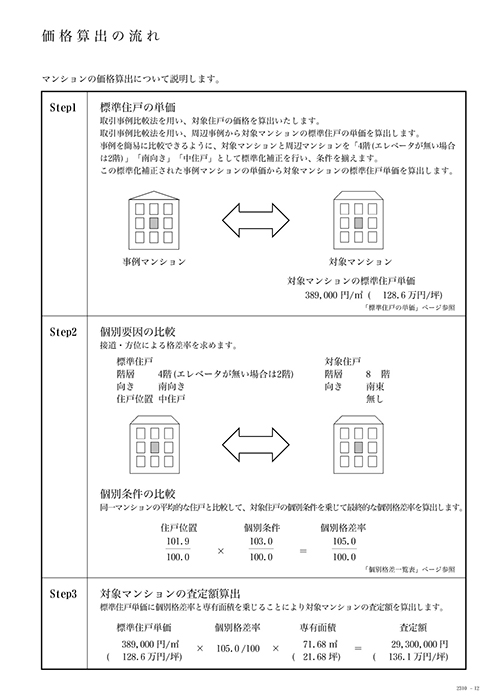 価格算出の流れ
マンションの価格算出について説明します。
Step1
標準住戸の単価
取引事例比較法を用い、対象住戸の価格を算出いたします。
取引事例比較法を用い、周辺事例から対象マンションの標準住戸の単価を算出します。
事例を簡易に比較できるように、対象マンションと周辺マンションを「4階(エレベータが無い場合
は2階)」「南向き」「中住戸」として標準化補正を行い、条件を揃えます。
この標準化補正された事例マンションの単価から対象マンションの標準住戸単価を算出します。
事例マンション 対象マンション
対象マンションの標準住戸単価
389,000 円/㎡ ( 128.6 万円/坪)
「標準住戸の単価」ページ参照
Step2
個別要因の比較
接道・方位による格差率を求めます。
標準住戸 対象住戸
階層 4階(エレベータが無い場合は2階) 階層 8 階
向き 南向き 向き 南東
住戸位置 中住戸 無し
個別条件の比較
同一マンションの平均的な住戸と比較して、対象住戸の個別条件を乗じて最終的な個別格差率を算出します。
住戸位置 個別条件 個別格差率
101.9 103.0 105.0
× =
100.0 100.0 100.0
「個別格差一覧表」ページ参照
Step3
対象マンションの査定額算出
標準住戸単価に個別格差率と専有面積を乗じることにより対象マンションの査定額を算出します。
標準住戸単価 個別格差率 専有面積 査定額
389,000 円/㎡ × 105.0 /100 × 71.68 ㎡ = 29,300,000 円
( 128.6 万円/坪) ( 21.68 坪) ( 136.1 万円/坪)
2310 - 12